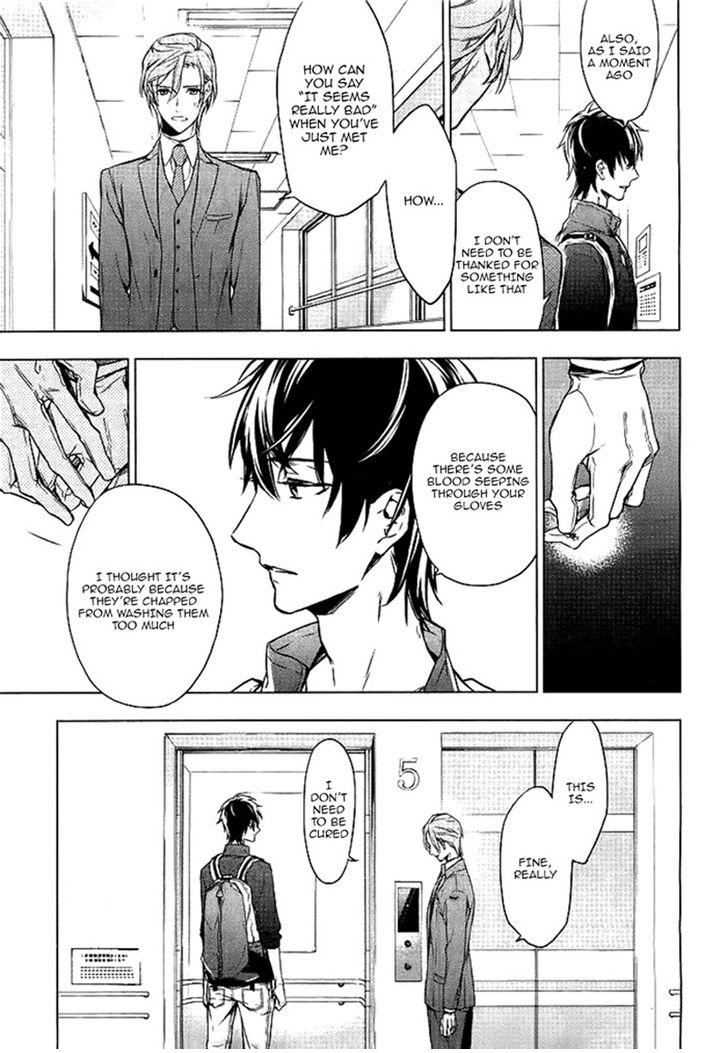 ALSO,
AS I SAID
A MOMENT
AGO
I DON'T
NEED TO BE
THANKED FOR
SOMETHING
LIKE THAT
HOW CAN
YOU SAY
"IT SEEMS
REALLY BAD"
WHEN YOU'VE
JUST MET
ME?
HOW...
BECAUSE
THERE'S SOME
BLOOD SEEPING
THROUGH YOUR
GLOVES
I THOUGHT IT'S
PROBABLY BECAUSE
THEY'RE CHAPPED
FROM WASHING THEM
TOO MUCH
THIS
IS...
FINE,
REALLY
5
I
DON'T
NEED
TO BE
CURED